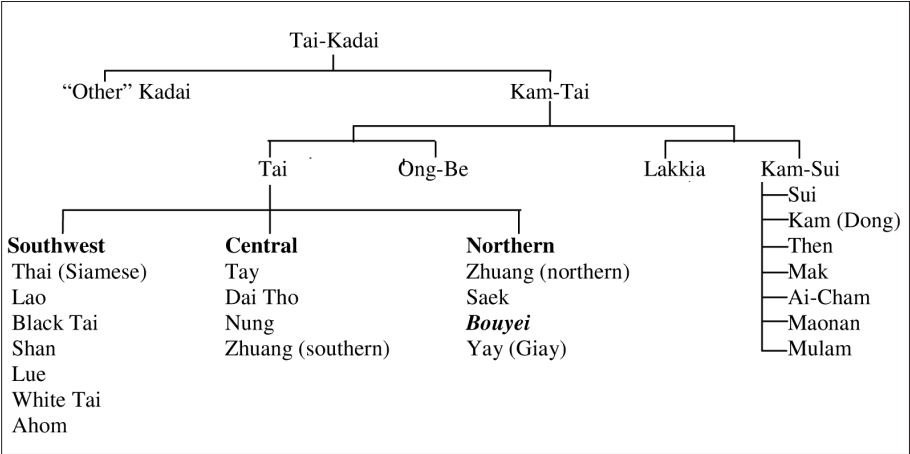 Tai-Kadai
“Other” Kadai Kam-Tai
Tai Ong-Be Lakkia Kam-Sui
Sui
Kam (Dong)
Then
Mak
Ai-Cham
Maonan
Mulam
Southwest
Thai (Siamese)
Lao
Black Tai
Shan
Lue
White Tai
Ahom
Central
Tay
Dai Tho
Nung
Zhuang (southern)
Northern
Zhuang (northern)
Saek
Bouyei
Yay (Giay)